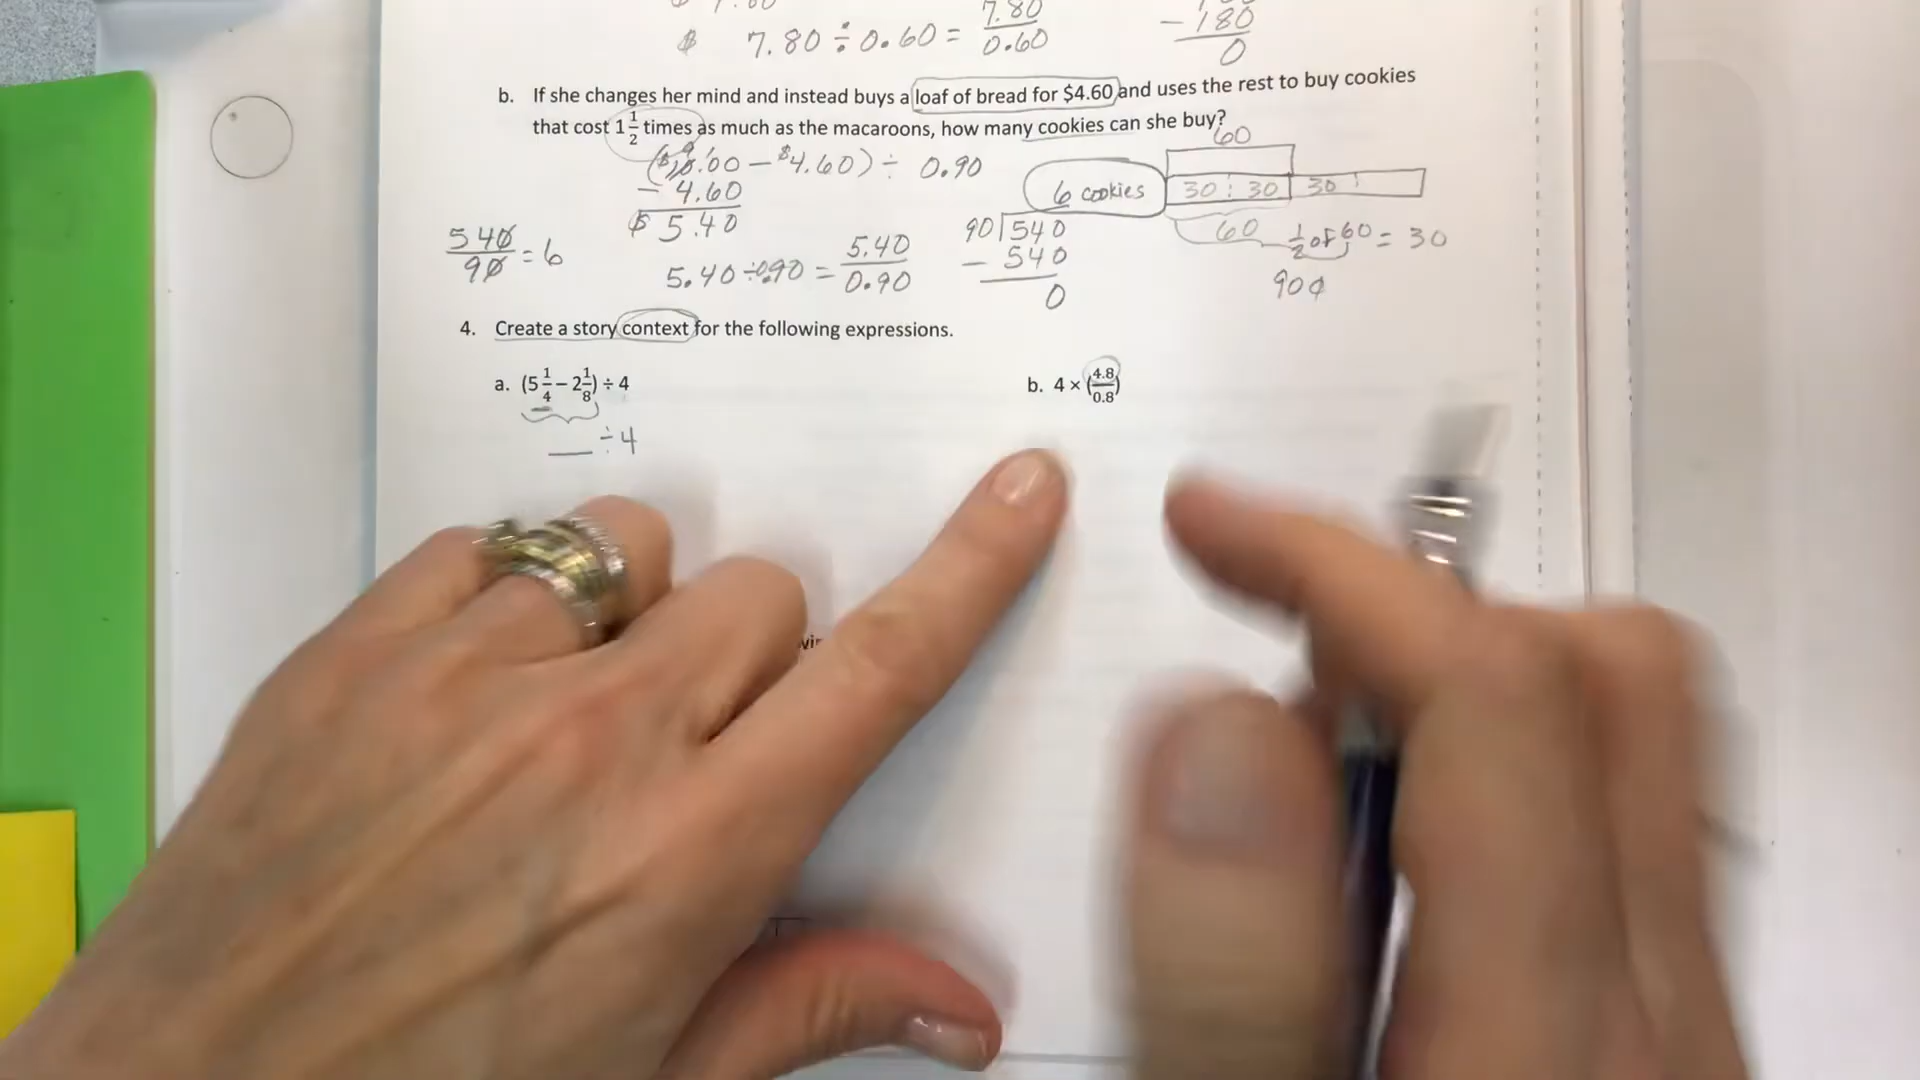 7.80 ÷ 0.60 = 7.80/0.60
- 180
0
b. If she changes her mind and instead buys a loaf of bread for $4.60 and uses the rest to buy cookies
that cost 1 1/2 times as much as the macaroons, how many cookies can she buy?
60
($10.00 - $4.60) ÷ 0.90
- 4.60
$ 5.40
6 cookies
30 30 30
60
1/2 of 60 = 30
90¢
540/90 = 6
5.40 ÷ 0.90 = 5.40/0.90
90 540
- 540
0
4. Create a story context for the following expressions.
a. (5 1/4 − 2 1/8) ÷ 4
b. 4 × (4.8/0.8)
__ ÷ 4